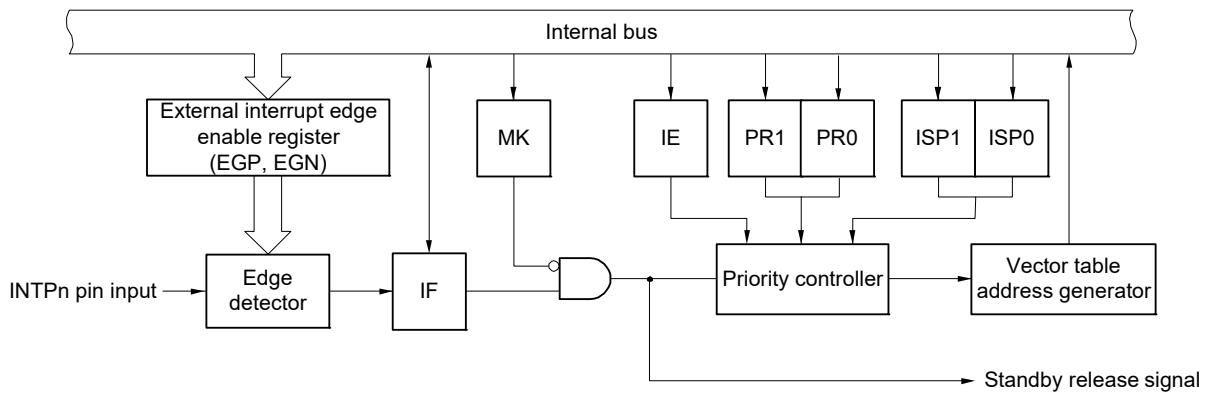 Internal bus
External interrupt edge
enable register
(EGP, EGN)
MK
IE
PR1
PR0
ISP1
ISP0
INTPn pin input
Edge
detector
IF
Priority controller
Vector table
address generator
Standby release signal